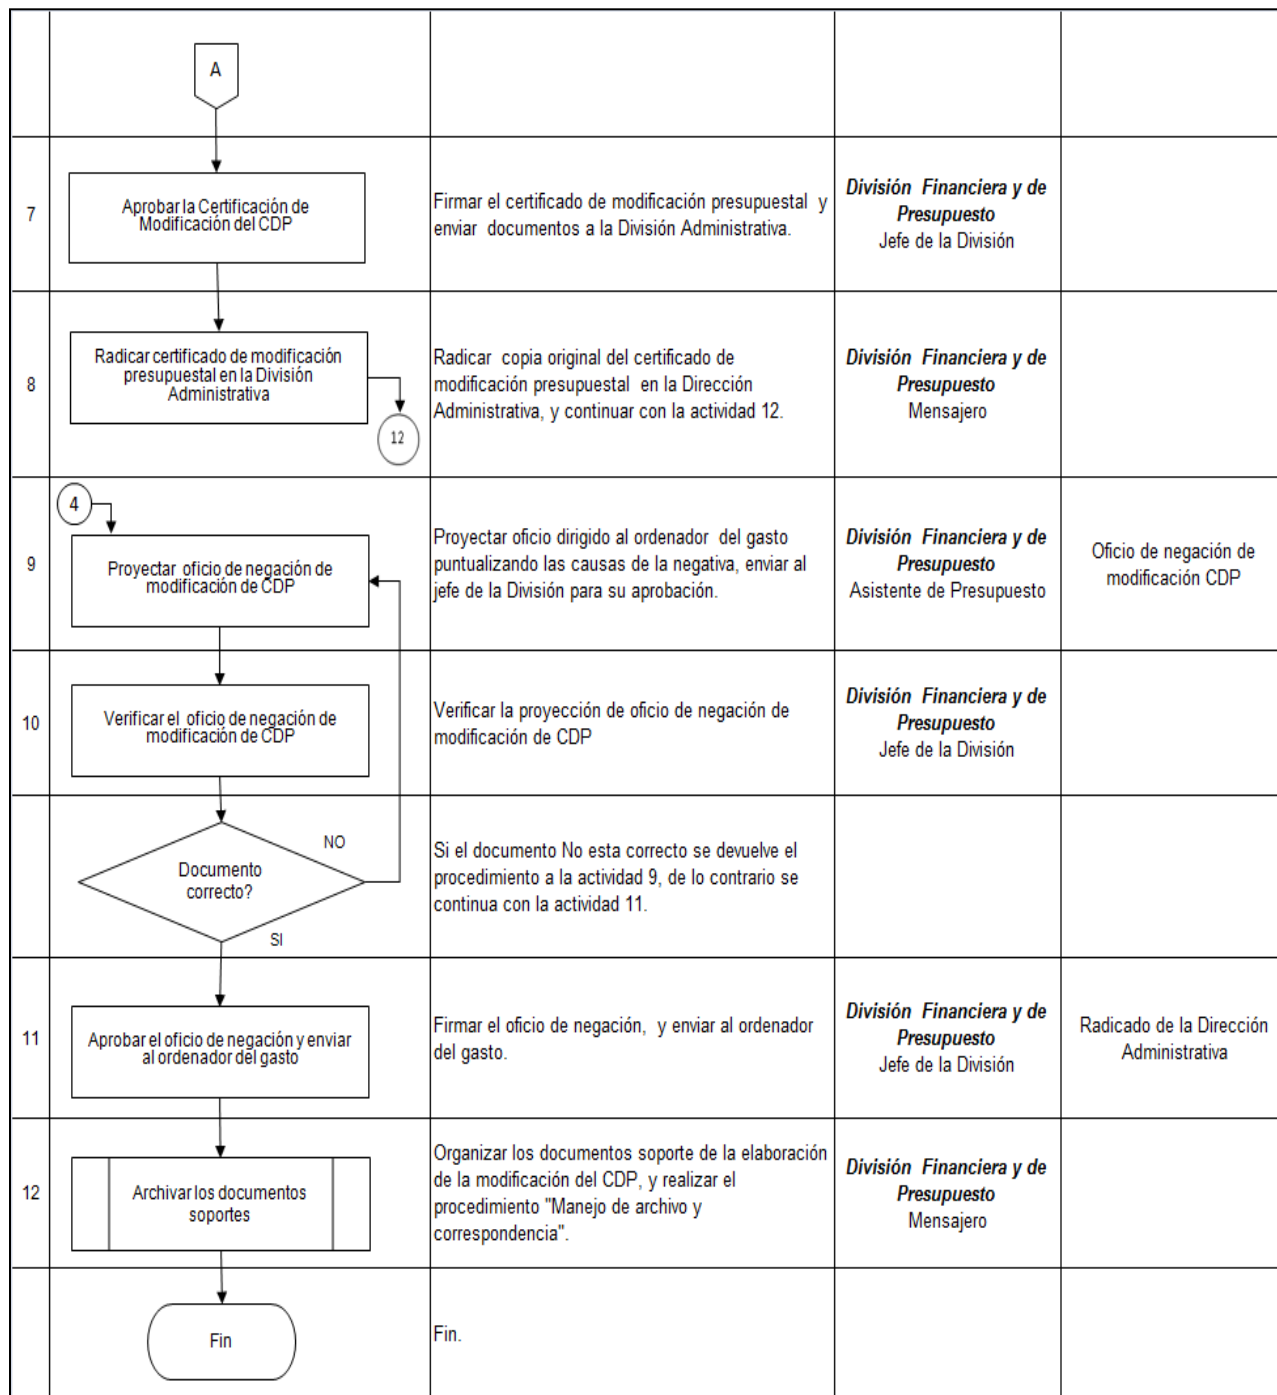 A
7
Aprobar la Certificación de
Modificación del CDP
Firmar el certificado de modificación presupuestal y
enviar documentos a la División Administrativa.
División Financiera y de
Presupuesto
Jefe de la División
8
Radicar certificado de modificación
presupuestal en la División
Administrativa
12
Radicar copia original del certificado de
modificación presupuestal en la Dirección
Administrativa, y continuar con la actividad 12.
División Financiera y de
Presupuesto
Mensajero
4
9
Proyectar oficio de negación de
modificación de CDP
Proyectar oficio dirigido al ordenador del gasto
puntualizando las causas de la negativa, enviar al
jefe de la División para su aprobación.
División Financiera y de
Presupuesto
Asistente de Presupuesto
Oficio de negación de
modificación CDP
10
Verificar el oficio de negación de
modificación de CDP
Verificar la proyección de oficio de negación de
modificación de CDP
División Financiera y de
Presupuesto
Jefe de la División
Documento
correcto?
NO
SI
Si el documento No esta correcto se devuelve el
procedimiento a la actividad 9, de lo contrario se
continua con la actividad 11.
11
Aprobar el oficio de negación y enviar
al ordenador del gasto
Firmar el oficio de negación, y enviar al ordenador
del gasto.
División Financiera y de
Presupuesto
Jefe de la División
Radicado de la Dirección
Administrativa
12
Archivar los documentos
soportes
Organizar los documentos soporte de la elaboración
de la modificación del CDP, y realizar el
procedimiento "Manejo de archivo y
correspondencia".
División Financiera y de
Presupuesto
Mensajero
Fin
Fin.